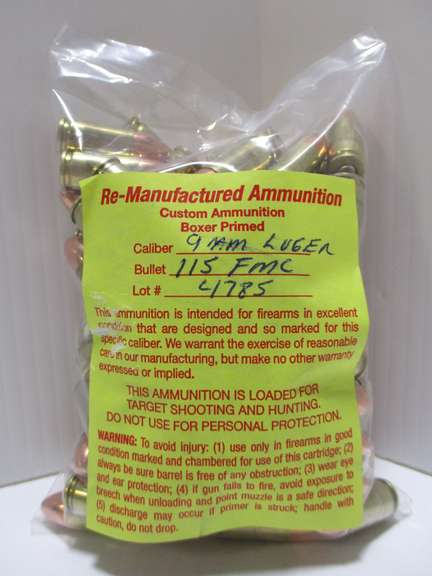 Re-Manufactured Ammunition
Custom Ammunition
Boxer Primed
Caliber 9 MM LUGER
Bullet 115 FMC
Lot # 4785
This ammunition is intended for firearms in excellent
condition that are designed and so marked for this
specific caliber. We warrant the exercise of reasonable
care in our manufacturing, but make no other warranty
expressed or implied.
THIS AMMUNITION IS LOADED FOR
TARGET SHOOTING AND HUNTING.
DO NOT USE FOR PERSONAL PROTECTION.
WARNING: To avoid injury: (1) use only in firearms in good
condition marked and chambered for use of this cartridge; (2)
always be sure barrel is free of any obstruction; (3) wear eye
and ear protection; (4) if gun fails to fire, avoid exposure to
breech when unloading and point muzzle is a safe direction;
(5) discharge may occur if primer is struck; handle with
caution, do not drop.